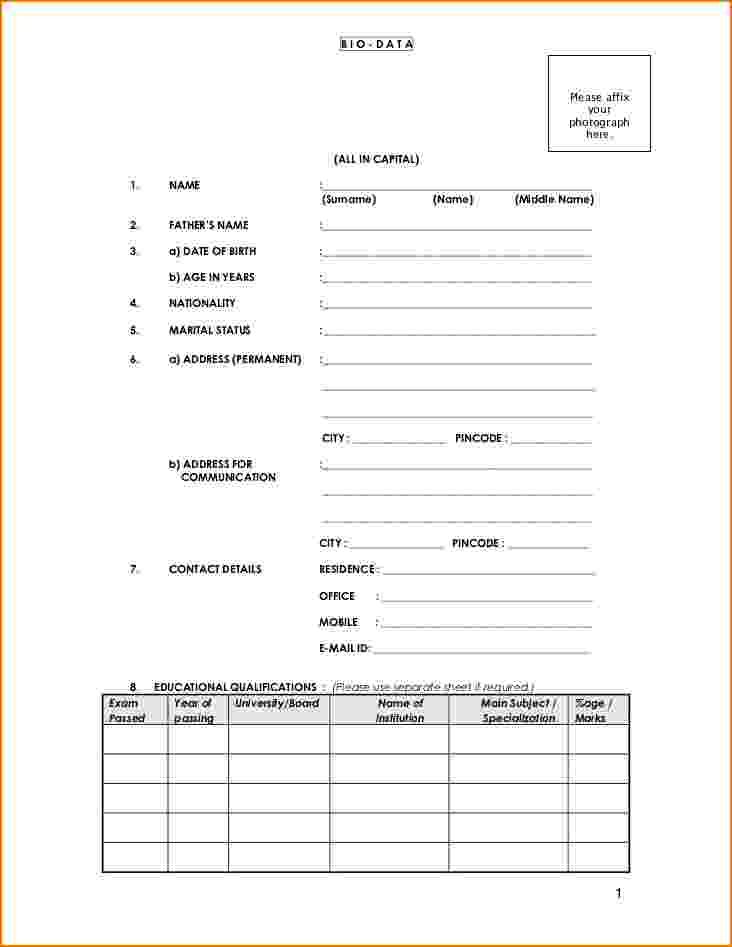 BIO-DATA
Please affix
your
photograph
here.
(ALL IN CAPITAL)
1. NAME :
(Surname) (Name) (Middle Name)
2. FATHER'S NAME :
3. a) DATE OF BIRTH :
b) AGE IN YEARS :
4. NATIONALITY :
5. MARITAL STATUS :
6. a) ADDRESS (PERMANENT) :
CITY : PINCODE :
b) ADDRESS FOR :
COMMUNICATION
CITY : PINCODE :
7. CONTACT DETAILS RESIDENCE :
OFFICE :
MOBILE :
E-MAIL ID:
8. EDUCATIONAL QUALIFICATIONS : (Please use separate sheet if required.)
Exam Year of University/Board Name of Main Subject / %age /
Passed passing Institution Specialization Marks
1